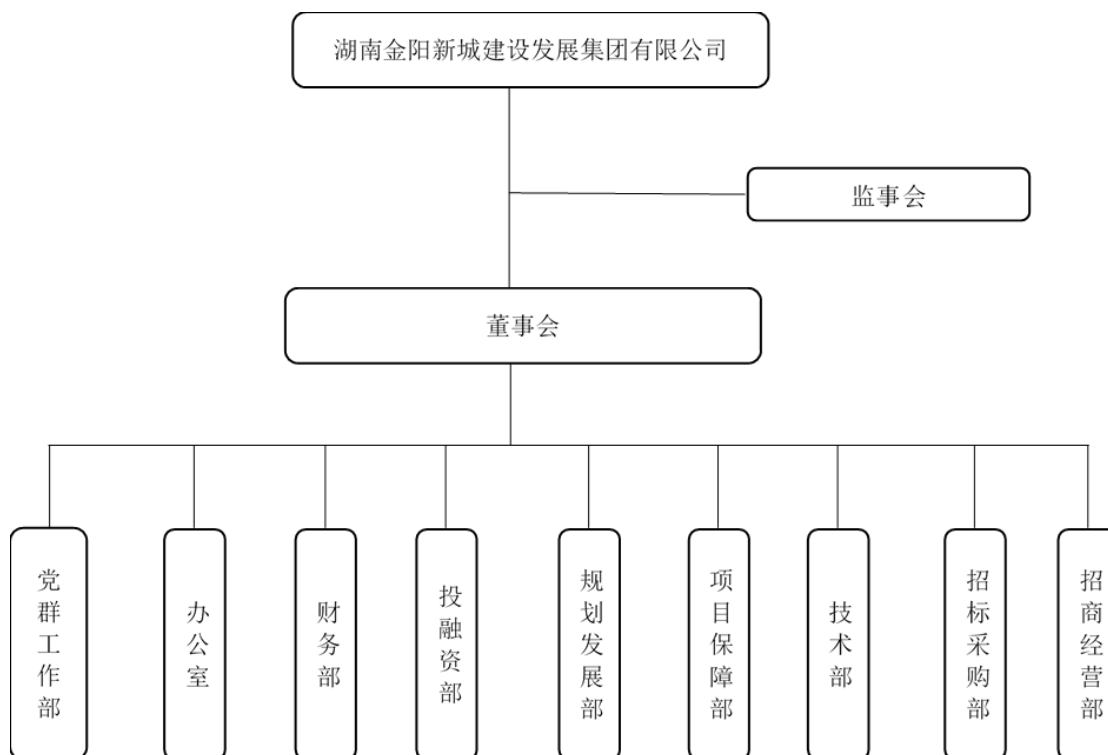 湖南金阳新城建设发展集团有限公司
监事会
董事会
党群工作部
办公室
财务部
投融资部
规划发展部
项目保障部
技术部
招标采购部
招商经营部